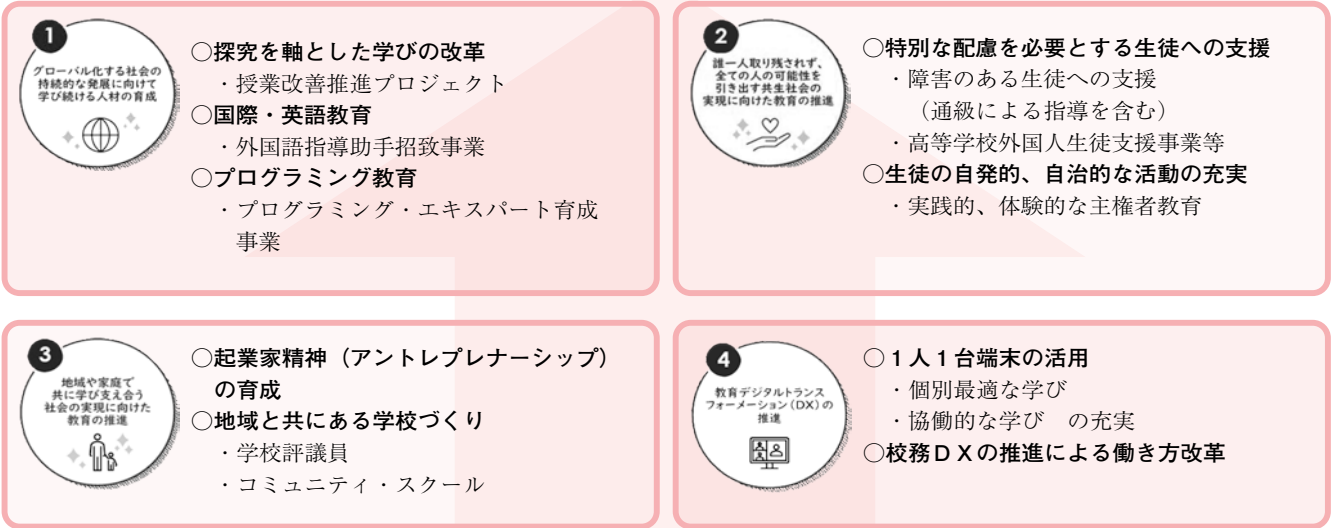 1
グローバル化する社会の
持続的な発展に向けて
学び続ける人材の育成
○探究を軸とした学びの改革
・授業改善推進プロジェクト
○国際・英語教育
・外国語指導助手招致事業
○プログラミング教育
・プログラミング・エキスパート育成
事業
2
誰一人取り残されず、
全ての人の可能性を
引き出す共生社会の
実現に向けた教育の推進
○特別な配慮を必要とする生徒への支援
・障害のある生徒への支援
（通級による指導を含む）
・高等学校外国人生徒支援事業等
○生徒の自発的、自治的な活動の充実
・実践的、体験的な主権者教育
3
地域や家庭で
共に学び支え合う
社会の実現に向けた
教育の推進
○起業家精神（アントレプレナーシップ）
の育成
○地域と共にある学校づくり
・学校評議員
・コミュニティ・スクール
4
教育デジタルトランス
フォーメーション（DX）の
推進
○１人１台端末の活用
・個別最適な学び
・協働的な学び　の充実
○校務ＤＸの推進による働き方改革